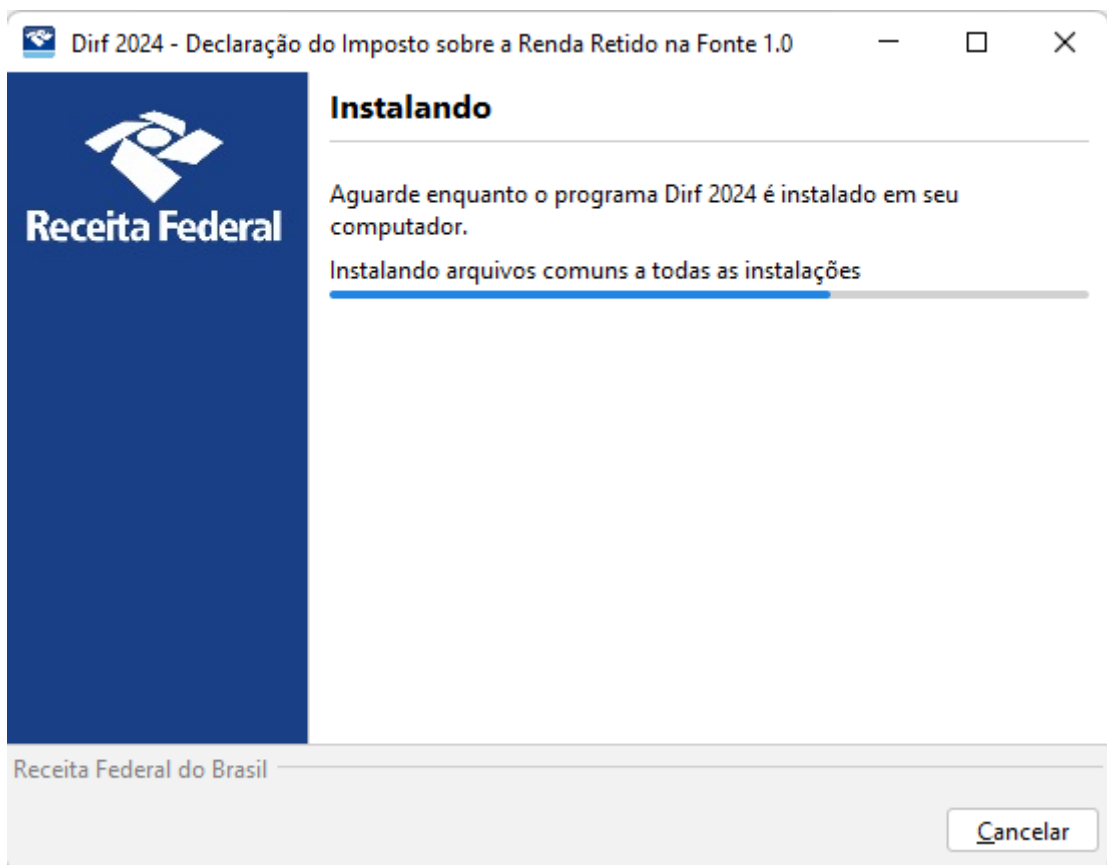 Dirf 2024 - Declaração do Imposto sobre a Renda Retido na Fonte 1.0
Receita Federal
Instalando
Aguarde enquanto o programa Dirf 2024 é instalado em seu
computador.
Instalando arquivos comuns a todas as instalações
Receita Federal do Brasil
Cancelar